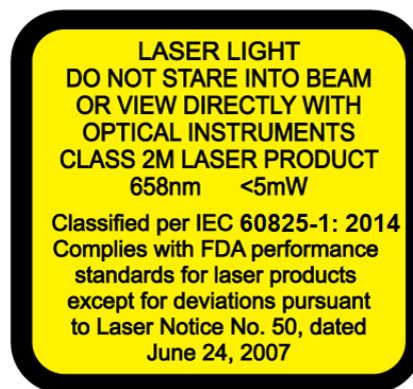 LASER LIGHT
DO NOT STARE INTO BEAM
OR VIEW DIRECTLY WITH
OPTICAL INSTRUMENTS
CLASS 2M LASER PRODUCT
658nm <5mW
Classified per IEC 60825-1: 2014
Complies with FDA performance
standards for laser products
except for deviations pursuant
to Laser Notice No. 50, dated
June 24, 2007